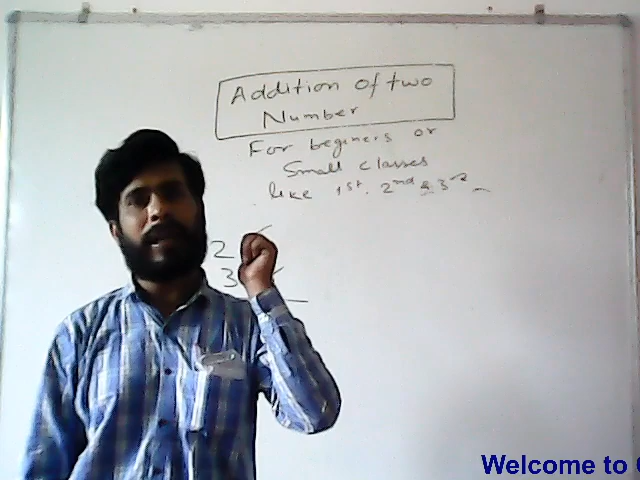 Addition of two
Number
For beginers or
Small classes
like 1st, 2nd & 3rd
2
3
Welcome to